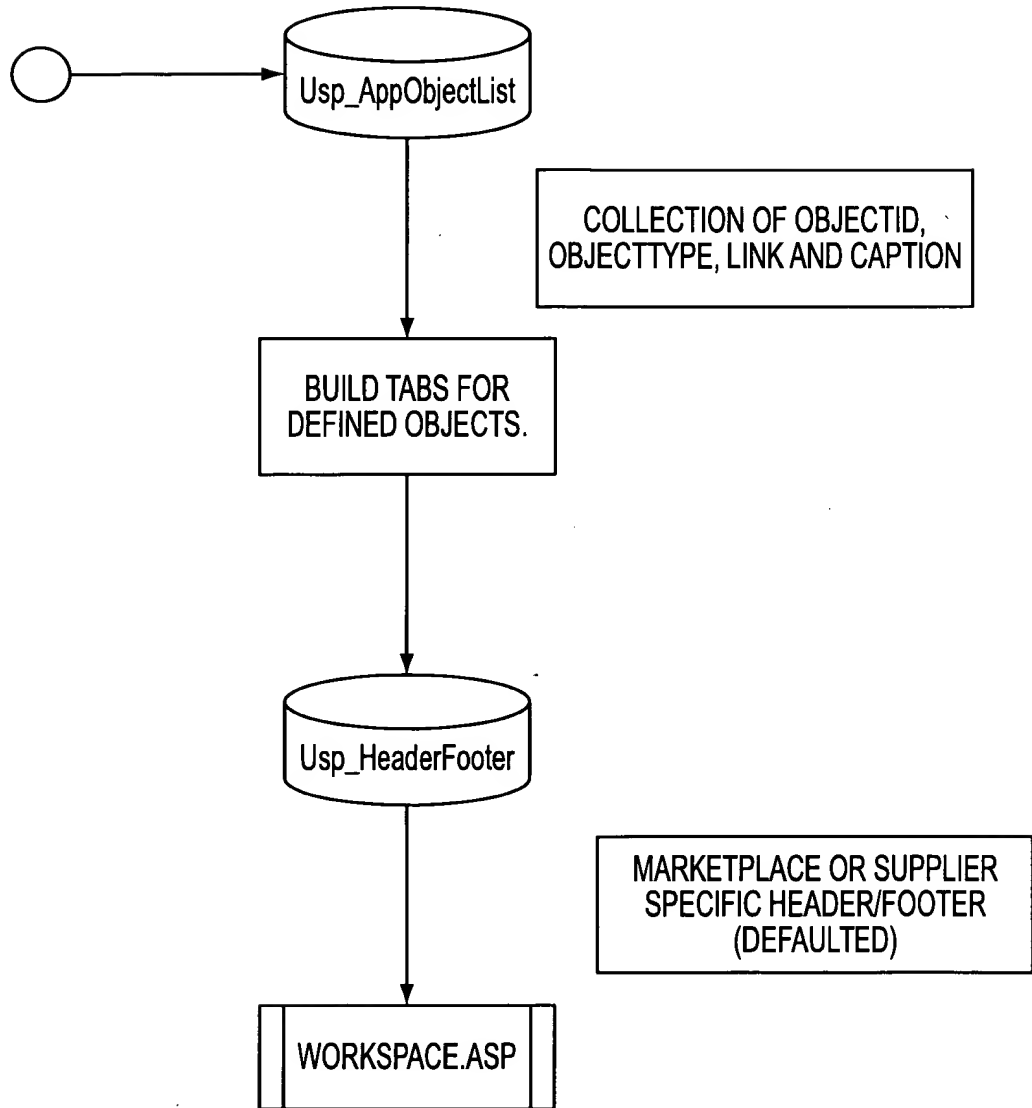 Usp_AppObjectList
COLLECTION OF OBJECTID,
OBJECTTYPE, LINK AND CAPTION
BUILD TABS FOR
DEFINED OBJECTS.
Usp_HeaderFooter
MARKETPLACE OR SUPPLIER
SPECIFIC HEADER/FOOTER
(DEFAULTED)
WORKSPACE.ASP